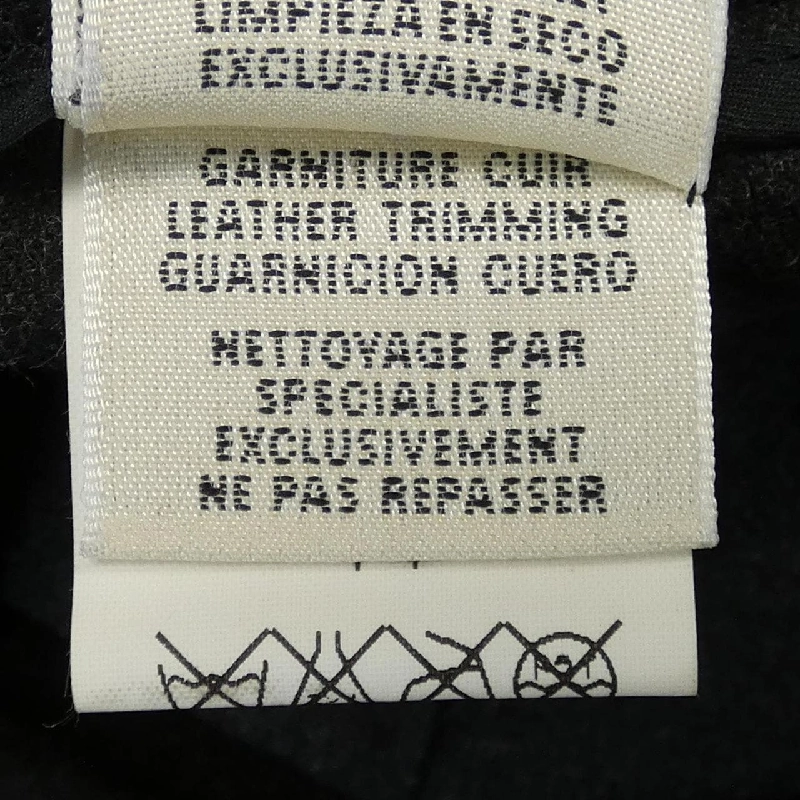 LIMPIEZA EN SECO
EXCLUSIVAMENTE
GARNITURE CUIR
LEATHER TRIMMING
GUARNICION CUERO
NETTOYAGE PAR
SPECIALISTE
EXCLUSIVEMENT
NE PAS REPASSER